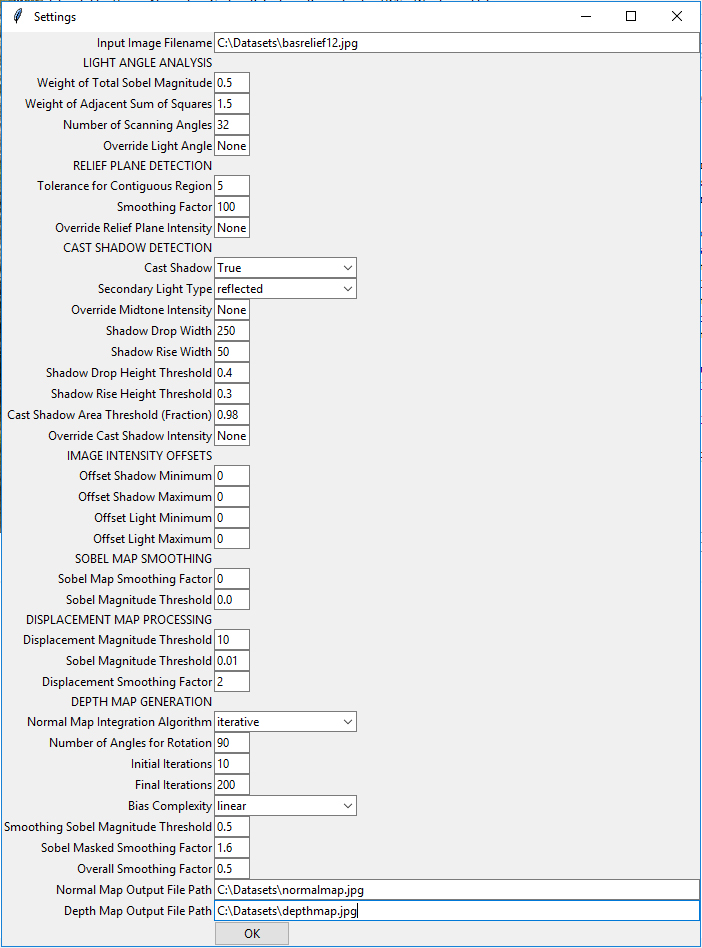 Settings
Input Image Filename C:\Datasets\basrelief12.jpg
LIGHT ANGLE ANALYSIS
Weight of Total Sobel Magnitude 0.5
Weight of Adjacent Sum of Squares 1.5
Number of Scanning Angles 32
Override Light Angle None
RELIEF PLANE DETECTION
Tolerance for Contiguous Region 5
Smoothing Factor 100
Override Relief Plane Intensity None
CAST SHADOW DETECTION
Cast Shadow True
Secondary Light Type reflected
Override Midtone Intensity None
Shadow Drop Width 250
Shadow Rise Width 50
Shadow Drop Height Threshold 0.4
Shadow Rise Height Threshold 0.3
Cast Shadow Area Threshold (Fraction) 0.98
Override Cast Shadow Intensity None
IMAGE INTENSITY OFFSETS
Offset Shadow Minimum 0
Offset Shadow Maximum 0
Offset Light Minimum 0
Offset Light Maximum 0
SOBEL MAP SMOOTHING
Sobel Map Smoothing Factor 0
Sobel Magnitude Threshold 0.0
DISPLACEMENT MAP PROCESSING
Displacement Magnitude Threshold 10
Sobel Magnitude Threshold 0.01
Displacement Smoothing Factor 2
DEPTH MAP GENERATION
Normal Map Integration Algorithm iterative
Number of Angles for Rotation 90
Initial Iterations 10
Final Iterations 200
Bias Complexity linear
Smoothing Sobel Magnitude Threshold 0.5
Sobel Masked Smoothing Factor 1.6
Overall Smoothing Factor 0.5
Normal Map Output File Path C:\Datasets\normalmap.jpg
Depth Map Output File Path C:\Datasets\depthmap.jpg
OK